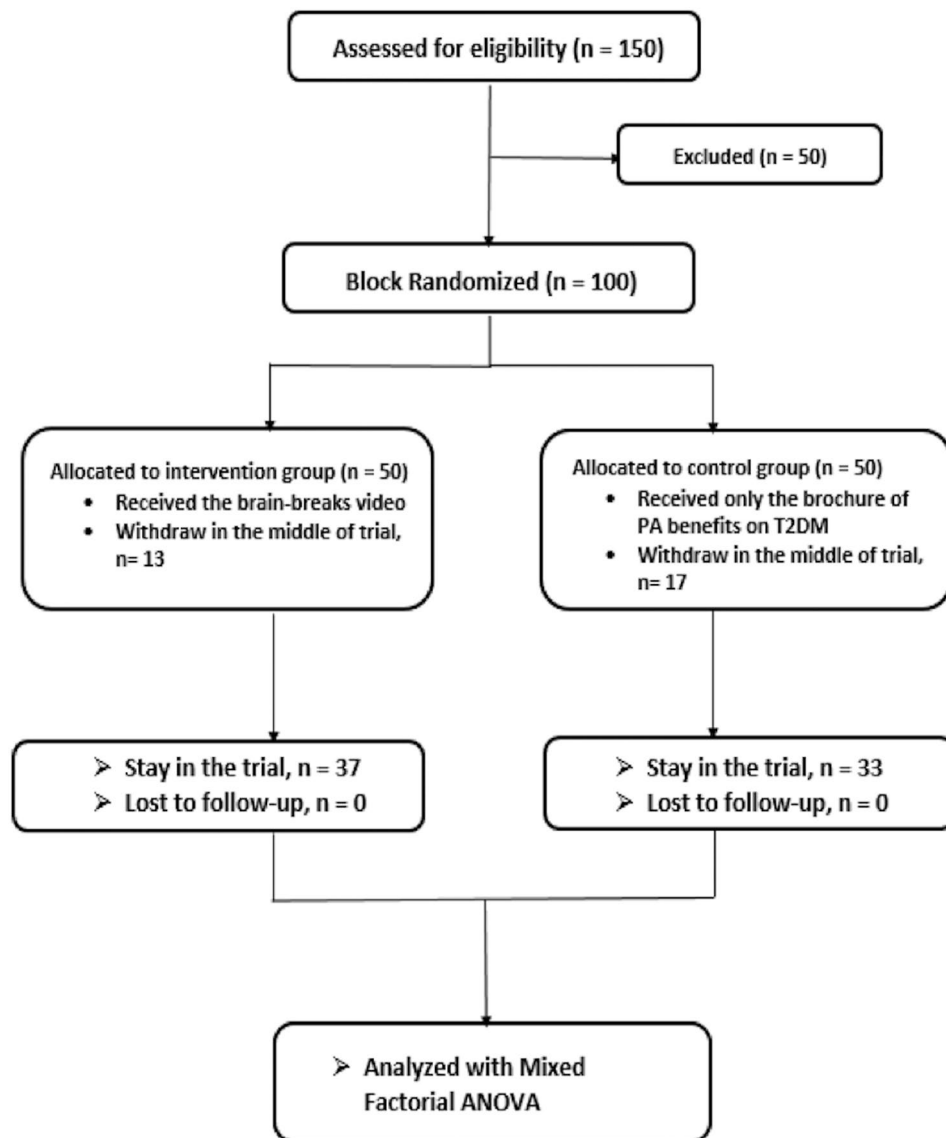 Assessed for eligibility (n = 150)
Excluded (n = 50)
Block Randomized (n = 100)
Allocated to intervention group (n = 50)
• Received the brain-breaks video
• Withdraw in the middle of trial,
n= 13
Allocated to control group (n = 50)
• Received only the brochure of
PA benefits on T2DM
• Withdraw in the middle of trial,
n= 17
➢ Stay in the trial, n = 37
➢ Lost to follow-up, n = 0
➢ Stay in the trial, n = 33
➢ Lost to follow-up, n = 0
➢ Analyzed with Mixed
Factorial ANOVA